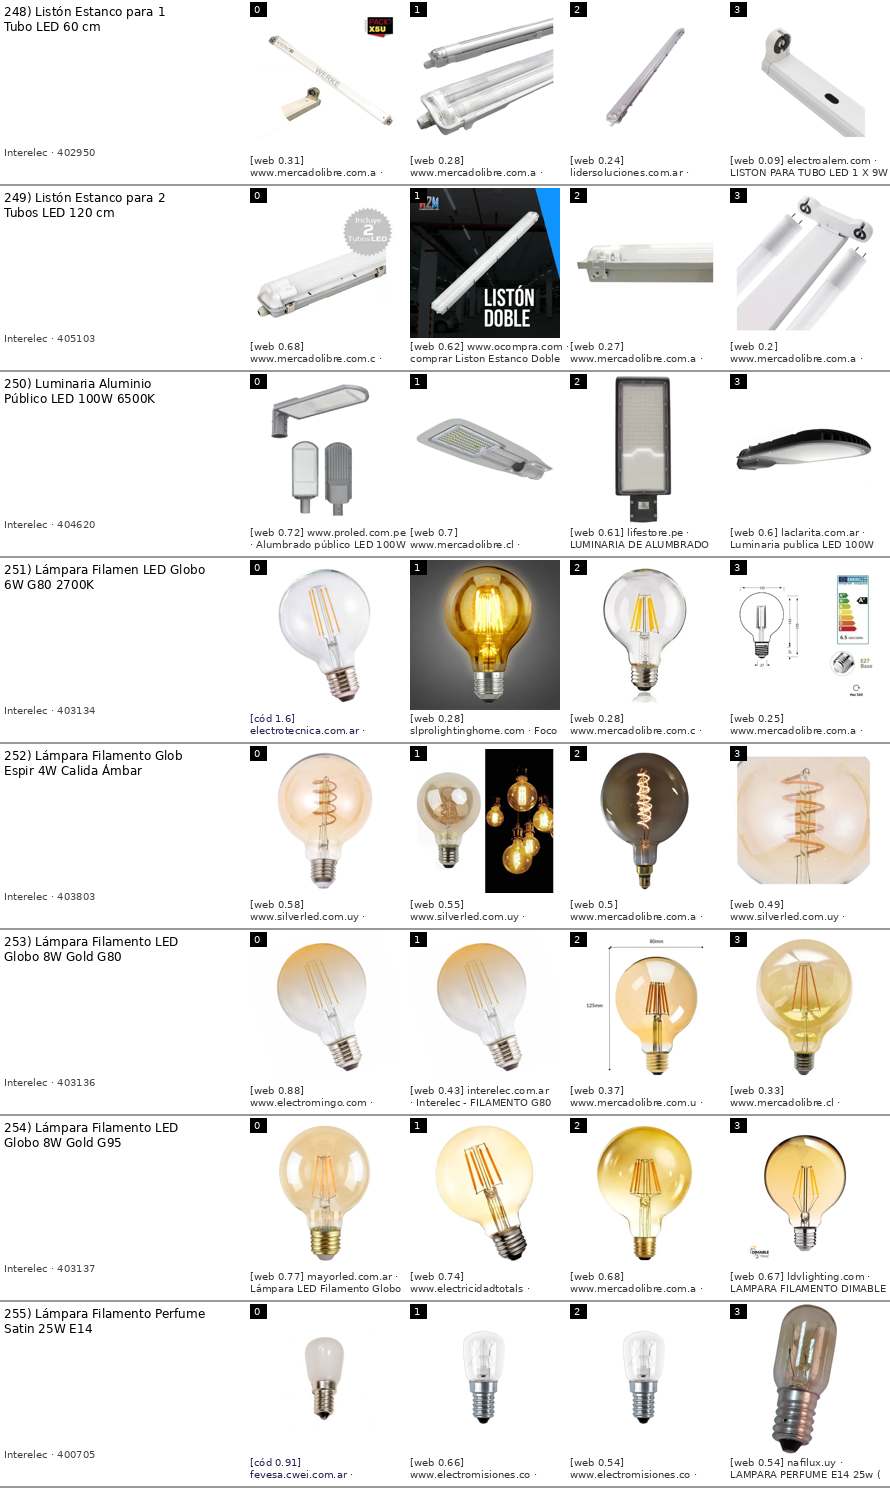 248) Listón Estanco para 1
Tubo LED 60 cm
Interelec · 402950
0
PACK
X5U
WERKE
[web 0.31]
www.mercadolibre.com.a ·
1
[web 0.28]
www.mercadolibre.com.a ·
2
[web 0.24]
lidersoluciones.com.ar ·
3
[web 0.09] electroalem.com ·
LISTON PARA TUBO LED 1 X 9W
249) Listón Estanco para 2
Tubos LED 120 cm
Interelec · 405103
0
Incluye
2
Tubos LED
[web 0.68]
www.mercadolibre.com.c ·
1
LISTÓN
DOBLE
[web 0.62] www.ocompra.com ·
comprar Liston Estanco Doble
2
[web 0.27]
www.mercadolibre.com.a ·
3
[web 0.2]
www.mercadolibre.com.a ·
250) Luminaria Aluminio
Público LED 100W 6500K
Interelec · 404620
0
[web 0.72] www.proled.com.pe
· Alumbrado público LED 100W
1
[web 0.7]
www.mercadolibre.cl ·
2
[web 0.61] lifestore.pe ·
LUMINARIA DE ALUMBRADO
3
[web 0.6] laclarita.com.ar ·
Luminaria publica LED 100W
251) Lámpara Filamen LED Globo
6W G80 2700K
Interelec · 403134
0
[cód 1.6]
electrotecnica.com.ar ·
1
[web 0.28]
slprolightinghome.com · Foco
2
[web 0.28]
www.mercadolibre.com.c ·
3
E27
Base
[web 0.25]
www.mercadolibre.com.a ·
252) Lámpara Filamento Glob
Espir 4W Calida Ámbar
Interelec · 403803
0
[web 0.58]
www.silverled.com.uy ·
1
[web 0.55]
www.silverled.com.uy ·
2
[web 0.5]
www.mercadolibre.com.a ·
3
[web 0.49]
www.silverled.com.uy ·
253) Lámpara Filamento LED
Globo 8W Gold G80
Interelec · 403136
0
[web 0.88]
www.electromingo.com ·
1
[web 0.43] interelec.com.ar
· Interelec - FILAMENTO G80
2
80mm
125mm
[web 0.37]
www.mercadolibre.com.u ·
3
[web 0.33]
www.mercadolibre.cl ·
254) Lámpara Filamento LED
Globo 8W Gold G95
Interelec · 403137
0
[web 0.77] mayorled.com.ar ·
Lámpara LED Filamento Globo
1
[web 0.74]
www.electricidadtotals ·
2
[web 0.68]
www.mercadolibre.com.a ·
3
DIMABLE
[web 0.67] ldvlighting.com ·
LAMPARA FILAMENTO DIMABLE
255) Lámpara Filamento Perfume
Satin 25W E14
Interelec · 400705
0
[cód 0.91]
fevesa.cwei.com.ar ·
1
[web 0.66]
www.electromisiones.co ·
2
[web 0.54]
www.electromisiones.co ·
3
[web 0.54] nafilux.uy ·
LAMPARA PERFUME E14 25w (